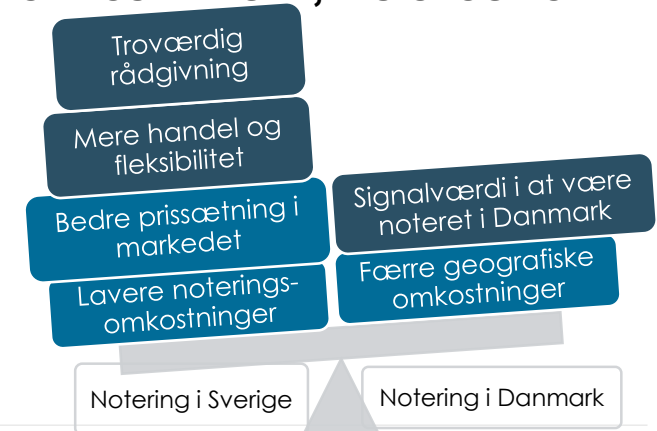 Troværdig
rådgivning
Mere handel og
fleksibilitet
Bedre prissætning i
markedet
Lavere noterings-
omkostninger
Signalværdi i at være
noteret i Danmark
Færre geografiske
omkostninger
Notering i Sverige
Notering i Danmark